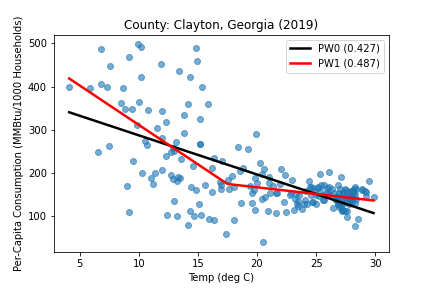 County: Clayton, Georgia (2019)
Per-Capita Consumption (MMBtu/1000 Households)
500
400
300
200
100
PW0 (0.427)
PW1 (0.487)
5 10 15 20 25 30
Temp (deg C)